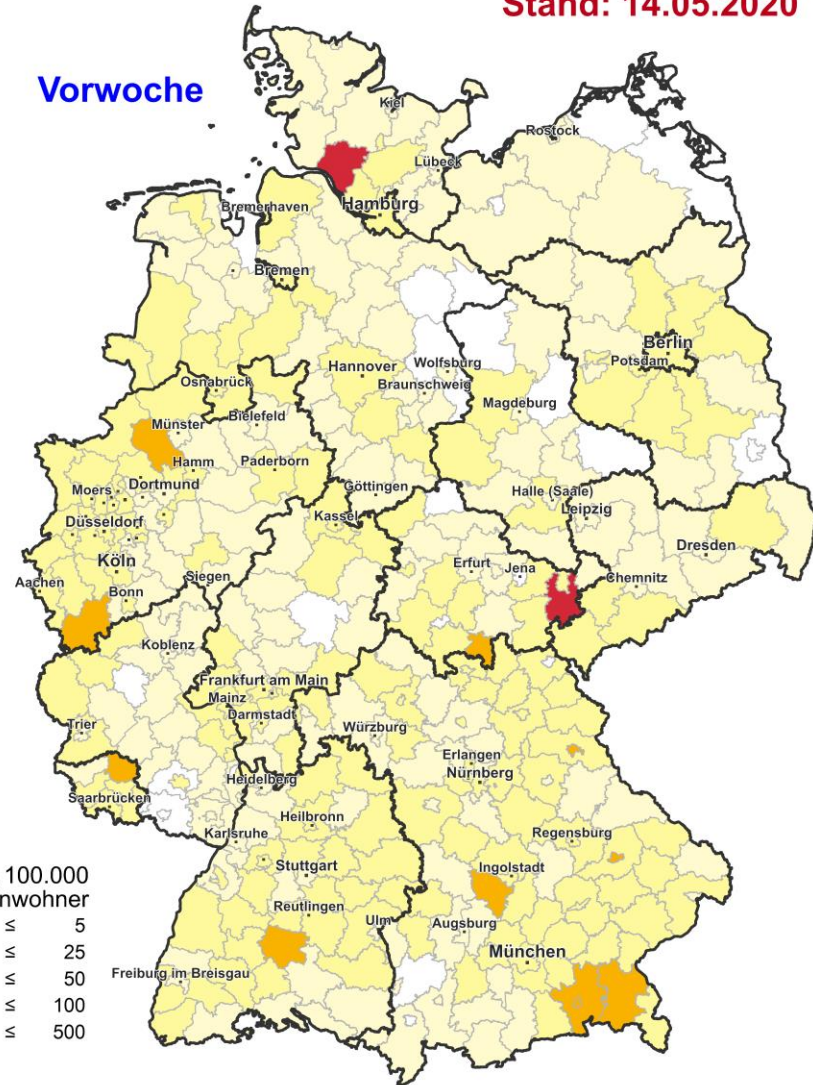 Stand: 14.05.2020
Vorwoche
Kiel
Rostock
Lübeck
Hamburg
Bremerhaven
Bremen
Berlin
Potsdam
Hannover
Wolfsburg
Braunschweig
Osnabrück
Magdeburg
Bielefeld
Münster
Hamm
Paderborn
Moers
Dortmund
Göttingen
Halle (Saale)
Leipzig
Düsseldorf
Kassel
Dresden
Köln
Erfurt
Jena
Chemnitz
Aachen
Bonn
Siegen
Koblenz
Frankfurt am Main
Mainz
Darmstadt
Würzburg
Trier
Erlangen
Nürnberg
Heidelberg
Saarbrücken
Karlsruhe
Heilbronn
Regensburg
Stuttgart
Ingolstadt
Reutlingen
Ulm
Augsburg
München
Freiburg im Breisgau
100.000
nwohner
≤ 5
≤ 25
≤ 50
≤ 100
≤ 500